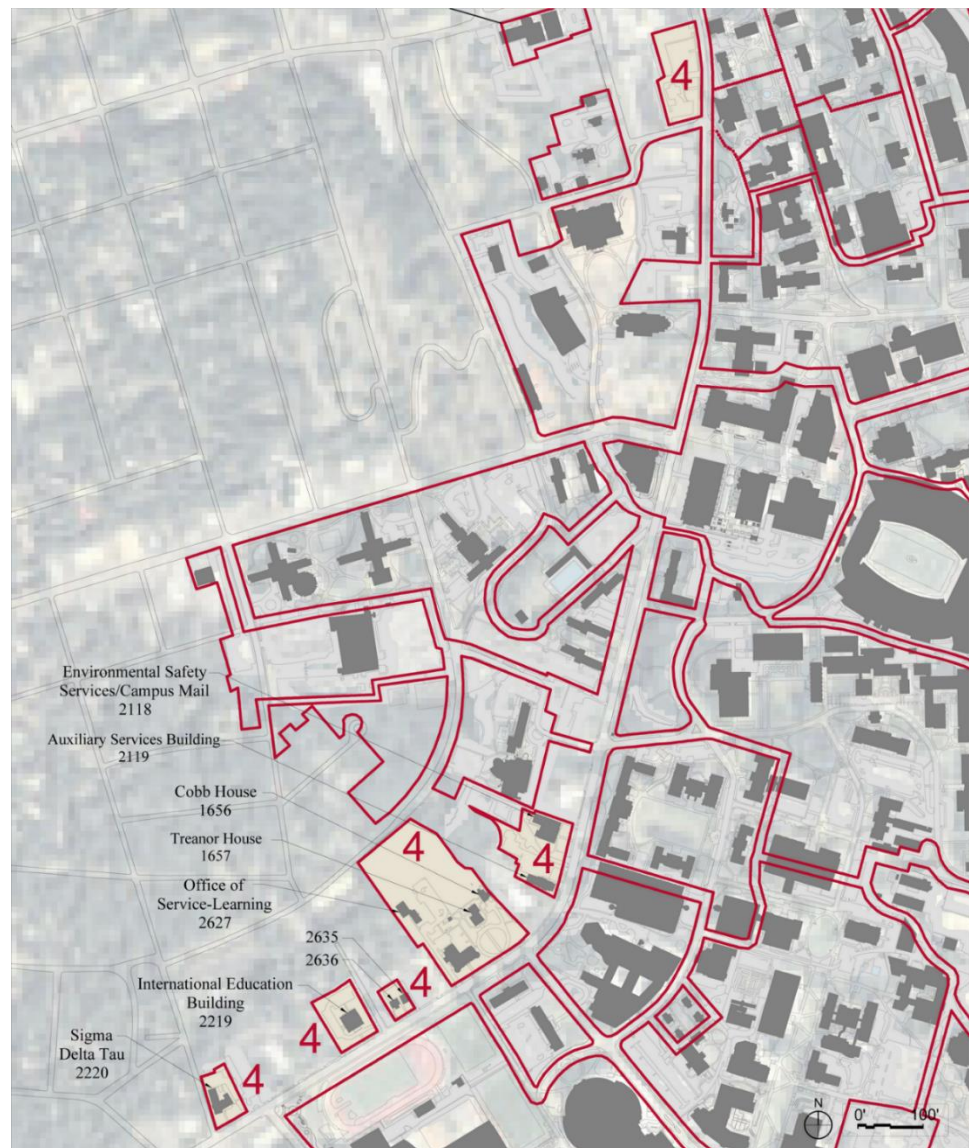 4
Environmental Safety
Services/Campus Mail
2118
Auxiliary Services Building
2119
Cobb House
1656
Treanor House
1657
Office of
Service-Learning
2627
2635
2636
International Education
Building
2219
Sigma
Delta Tau
2220
4
4
4
4
4
N
0'
100'